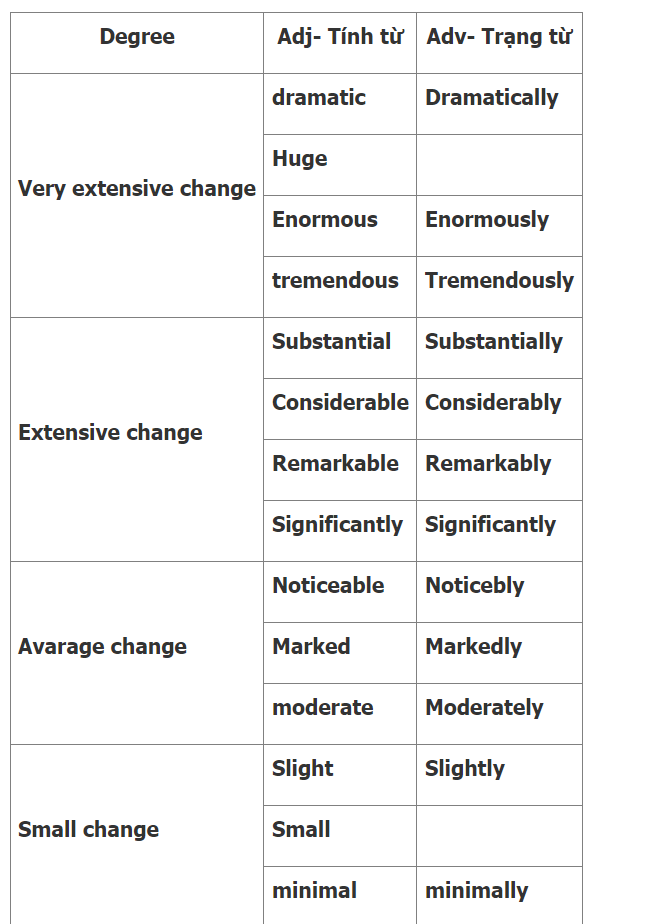 Degree Adj- Tính từ Adv- Trạng từ
dramatic Dramatically
Huge
Very extensive change
Enormous Enormously
tremendous Tremendously
Substantial Substantially
Considerable Considerably
Extensive change
Remarkable Remarkably
Significantly Significantly
Noticeable Noticebly
Avarage change Marked Markedly
moderate Moderately
Slight Slightly
Small change Small
minimal minimally